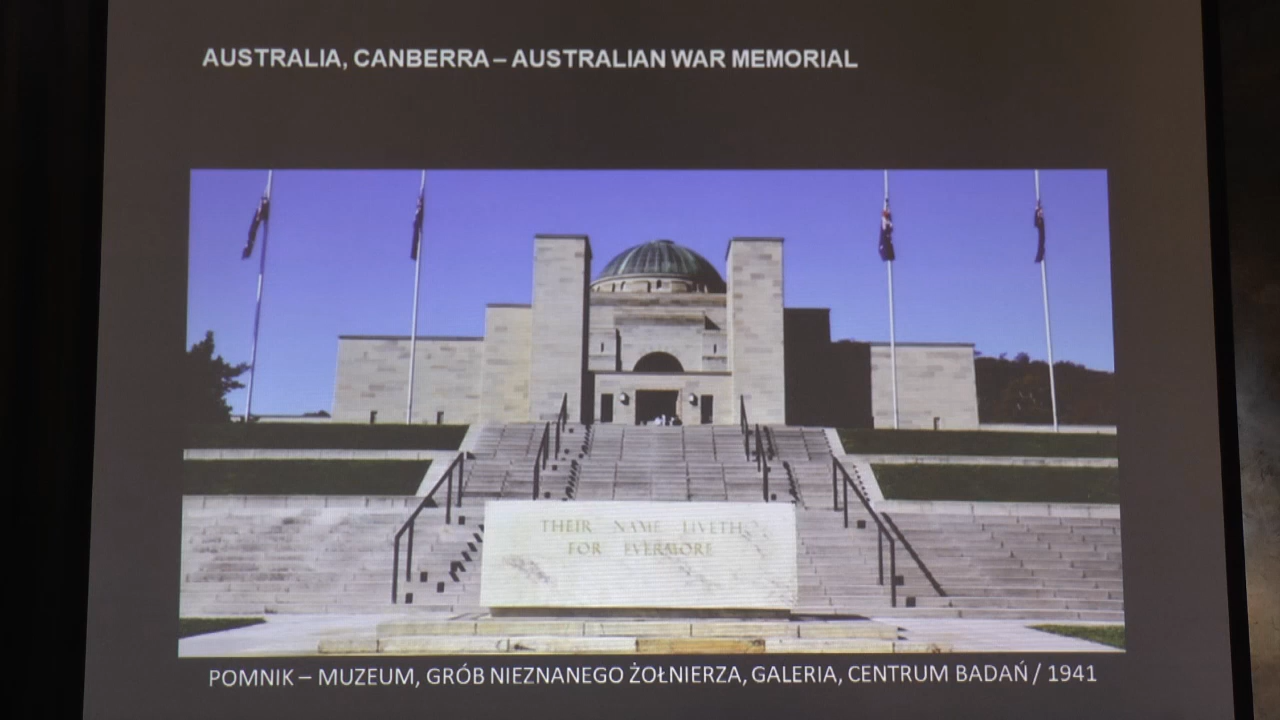 AUSTRALIA, CANBERRA – AUSTRALIAN WAR MEMORIAL
THEIR NAME LIVETH
FOR EVERMORE
POMNIK – MUZEUM, GRÓB NIEZNANEGO ŻOŁNIERZA, GALERIA, CENTRUM BADAŃ / 1941